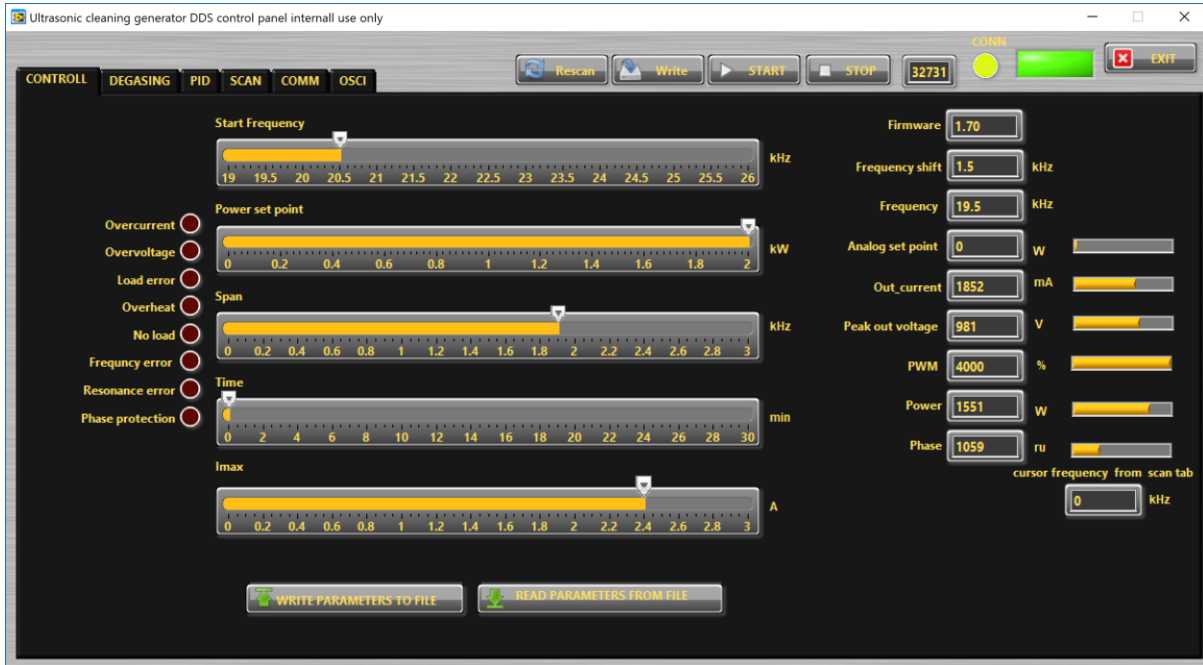 Ultrasonic cleaning generator DDS control panel internall use only
CONTROLL DEGASING PID SCAN COMM OSCI
Rescan Write START STOP 32731 CONN EXIT
Start Frequency
19 19.5 20 20.5 21 21.5 22 22.5 23 23.5 24 24.5 25 25.5 26
kHz
Power set point
0 0.2 0.4 0.6 0.8 1 1.2 1.4 1.6 1.8 2
kW
Span
0 0.2 0.4 0.6 0.8 1 1.2 1.4 1.6 1.8 2 2.2 2.4 2.6 2.8 3
kHz
Time
0 2 4 6 8 10 12 14 16 18 20 22 24 26 28 30
min
Imax
0 0.2 0.4 0.6 0.8 1 1.2 1.4 1.6 1.8 2 2.2 2.4 2.6 2.8 3
A
Overcurrent
Overvoltage
Load error
Overheat
No load
Frequncy error
Resonance error
Phase protection
Firmware 1.70
Frequency shift 1.5 kHz
Frequency 19.5 kHz
Analog set point 0 W
Out_current 1852 mA
Peak out voltage 981 V
PWM 4000 %
Power 1551 W
Phase 1059 ru
cursor frequency from scan tab
0 kHz
WRITE PARAMETERS TO FILE
READ PARAMETERS FROM FILE